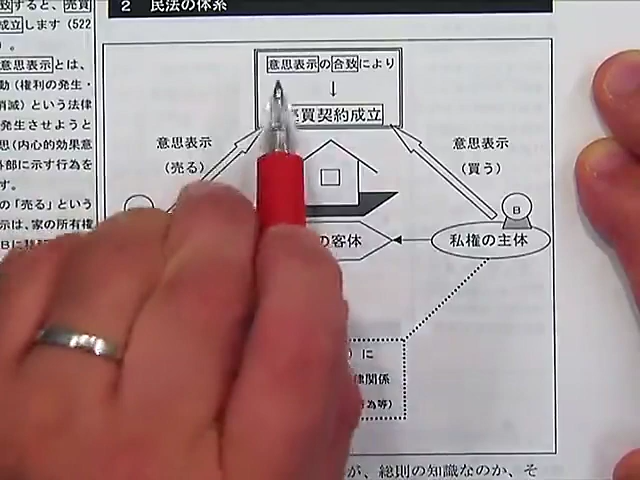 致すると、売買
成立します(522
)。
意思表示とは、
動(権利の発生・
消滅)という法律
発生させようと
思(内心的効果意
外部に示す行為を
す。
の「売る」という
示は、家の所有権
2 民法の体系
意思表示の合致により
↓
売買契約成立
意思表示
(売る)
意思表示
(買う)
B
の客体
私権の主体
)に
律関係
行為等)
が、総則の知識なのか、そ